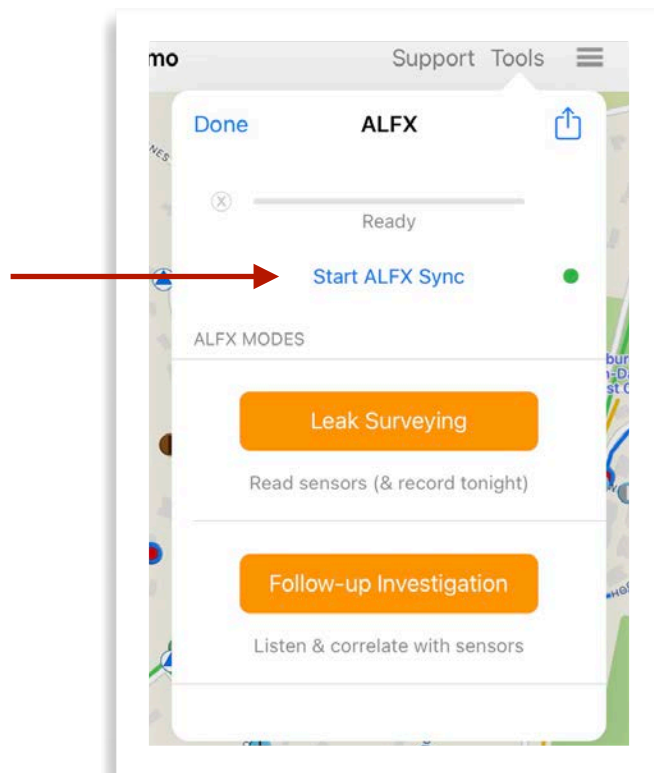 mo
Support Tools
Done
ALFX
NES
X
Ready
Start ALFX Sync
ALFX MODES
Leak Surveying
Read sensors (& record tonight)
Follow-up Investigation
Listen & correlate with sensors